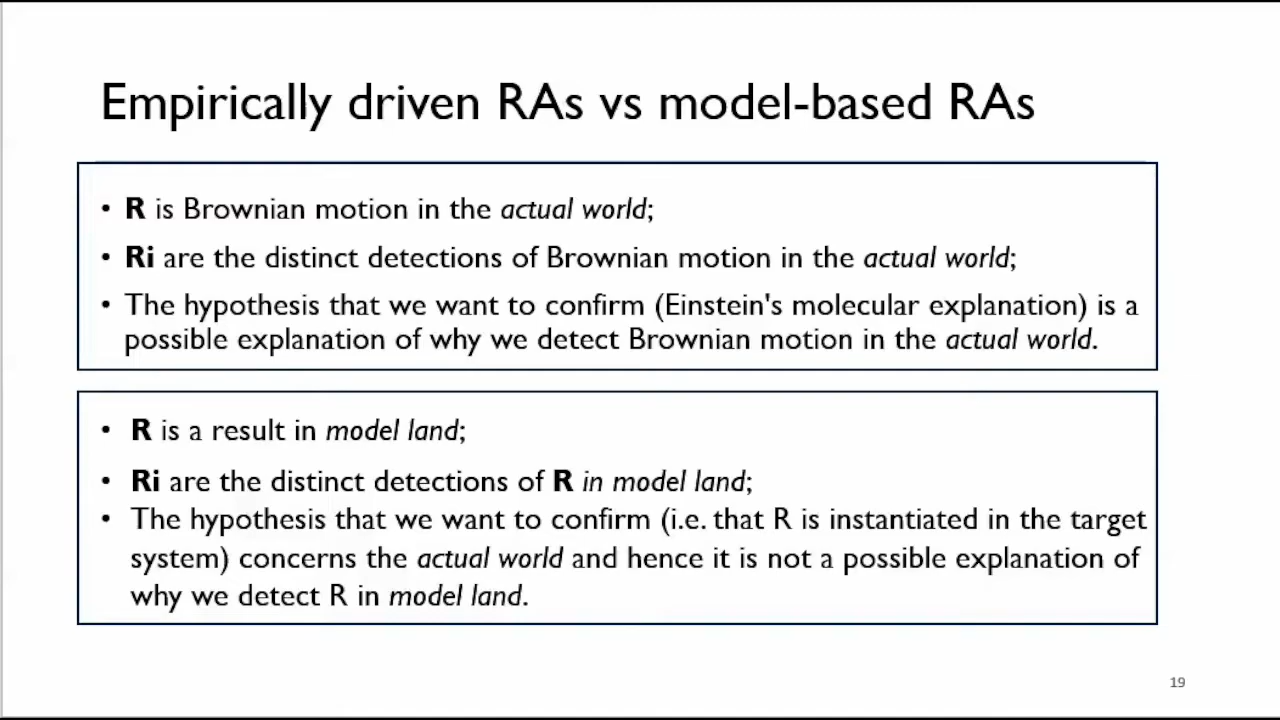 Empirically driven RAs vs model-based RAs
• R is Brownian motion in the actual world;
• Ri are the distinct detections of Brownian motion in the actual world;
• The hypothesis that we want to confirm (Einstein's molecular explanation) is a
possible explanation of why we detect Brownian motion in the actual world.
• R is a result in model land;
• Ri are the distinct detections of R in model land;
• The hypothesis that we want to confirm (i.e. that R is instantiated in the target
system) concerns the actual world and hence it is not a possible explanation of
why we detect R in model land.
19